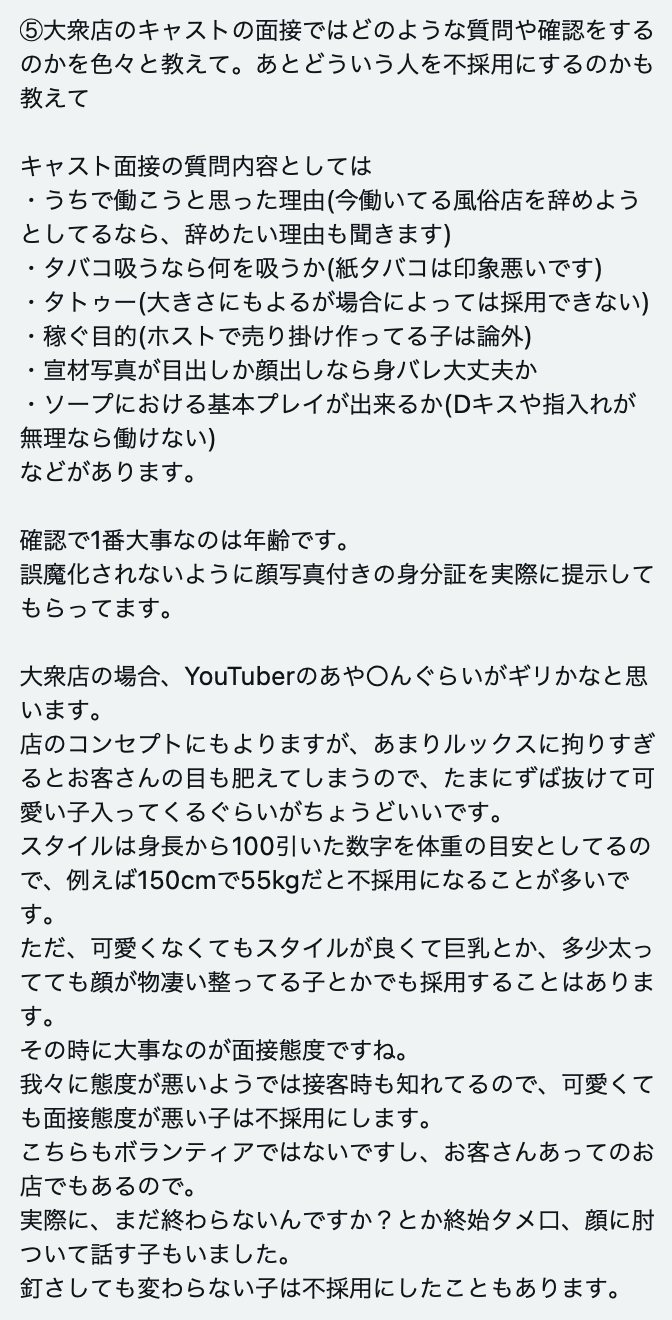 ⑤大衆店のキャストの面接ではどのような質問や確認をする
のかを色々と教えて。あとどういう人を不採用にするのかも
教えて
キャスト面接の質問内容としては
・うちで働こうと思った理由(今働いてる風俗店を辞めよう
としてるなら、辞めたい理由も聞きます)
・タバコ吸うなら何を吸うか(紙タバコは印象悪いです)
・タトゥー(大きさにもよるが場合によっては採用できない)
・稼ぐ目的(ホストで売り掛け作ってる子は論外)
・宣材写真が目出しか顔出しなら身バレ大丈夫か
・ソープにおける基本プレイが出来るか(Dキスや指入れが
無理なら働けない)
などがあります。
確認で1番大事なのは年齢です。
誤魔化されないように顔写真付きの身分証を実際に提示して
もらってます。
大衆店の場合、YouTuberのあや〇んぐらいがギリかなと思
います。
店のコンセプトにもよりますが、あまりルックスに拘りすぎ
るとお客さんの目も肥えてしまうので、たまにずば抜けて可
愛い子入ってくるぐらいがちょうどいいです。
スタイルは身長から100引いた数字を体重の目安としてるの
で、例えば150cmで55kgだと不採用になることが多いで
す。
ただ、可愛くなくてもスタイルが良くて巨乳とか、多少太っ
てても顔が物凄い整ってる子とかでも採用することはありま
す。
その時に大事なのが面接態度ですね。
我々に態度が悪いようでは接客時も知れてるので、可愛くて
も面接態度が悪い子は不採用にします。
こちらもボランティアではないですし、お客さんあってのお
店でもあるので。
実際に、まだ終わらないんですか？とか終始タメ口、顔に肘
ついて話す子もいました。
釘さしても変わらない子は不採用にしたこともあります。